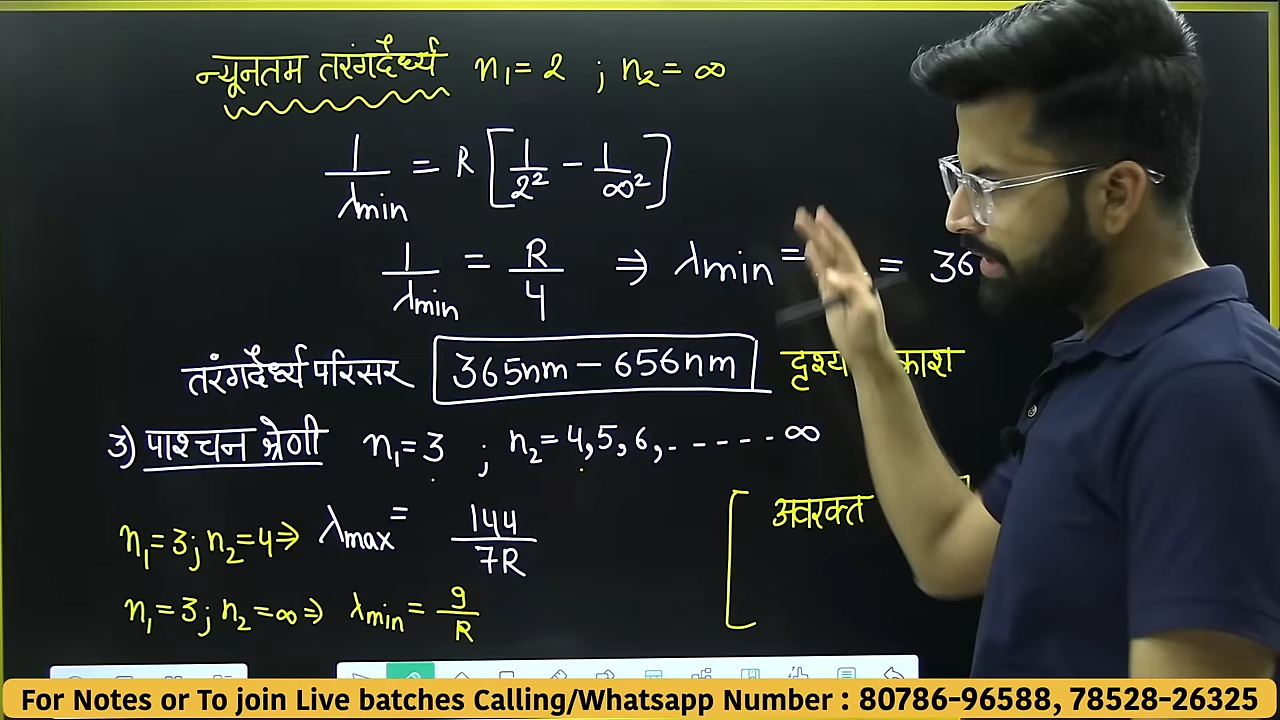 न्यूनतम तरंगदैर्ध्य n₁ = 2 ; n₂ = ∞
1/λmin = R [1/2² − 1/∞²]
1/λmin = R/4 ⇒ λmin = = 36
तरंगदैर्ध्य परिसर 365nm − 656nm दृश्य
3) पाश्चन श्रेणी n₁ = 3 ; n₂ = 4, 5, 6, - - - - - ∞
अवरक्त
n₁ = 3 ; n₂ = 4 ⇒ λmax = 144/7R
n₁ = 3 ; n₂ = ∞ ⇒ λmin = 9/R
For Notes or To join Live batches Calling/Whatsapp Number : 80786-96588, 78528-26325